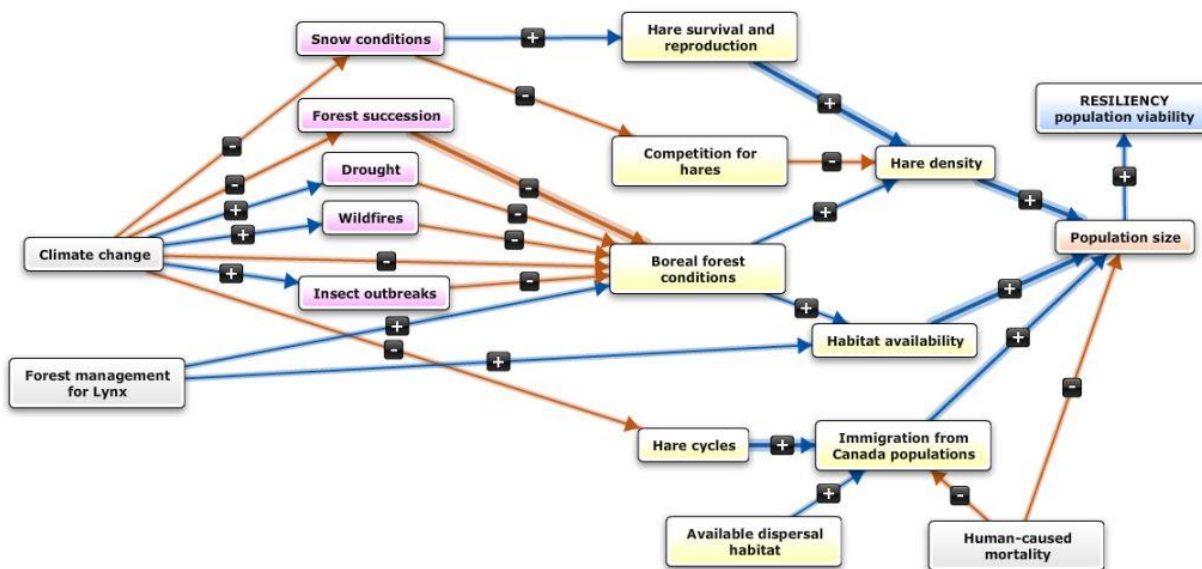 Snow conditions
+
Hare survival and
reproduction
-
+
RESILIENCY
population viability
Forest succession
-
Competition for
hares
-
Hare density
+
Drought
-
-
-
+
+
+
Wildfires
-
+
Population size
Climate change
-
Boreal forest
conditions
+
Insect outbreaks
-
+
+
+
-
+
Habitat availability
+
Forest management
for Lynx
-
Hare cycles
+
Immigration from
Canada populations
+
-
Available dispersal
habitat
Human-caused
mortality